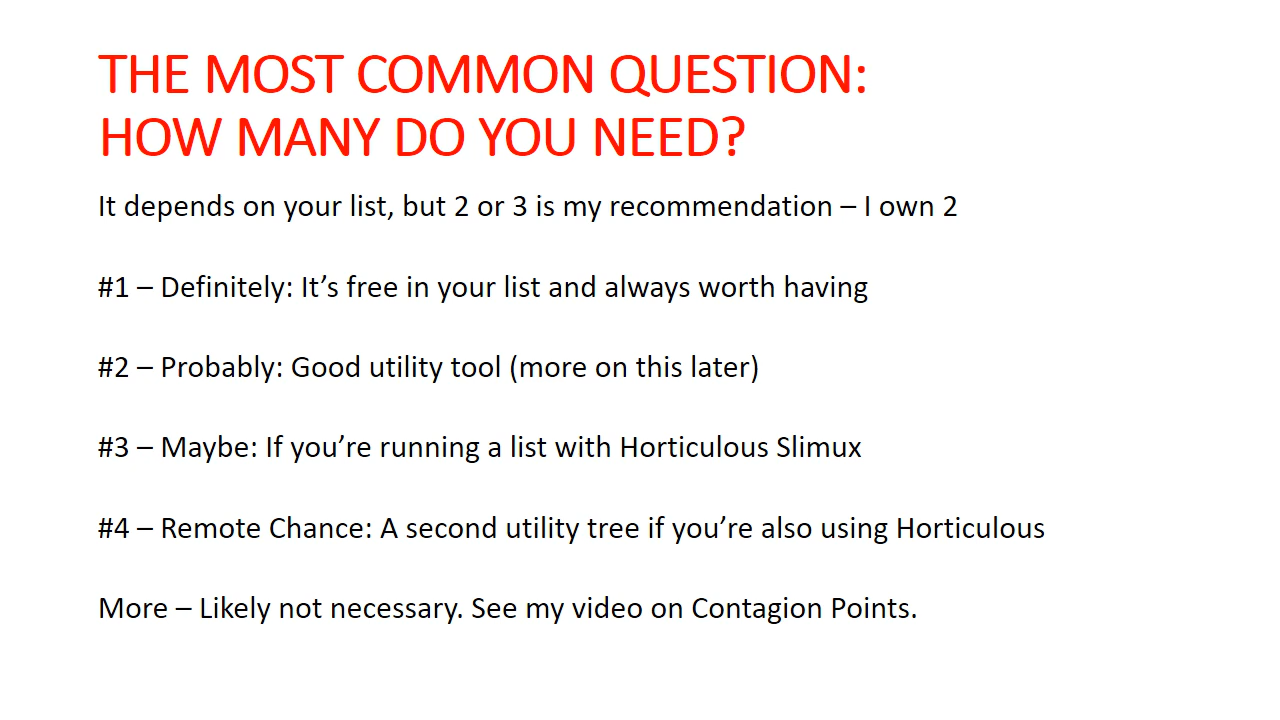 THE MOST COMMON QUESTION:
HOW MANY DO YOU NEED?
It depends on your list, but 2 or 3 is my recommendation – I own 2
#1 – Definitely: It’s free in your list and always worth having
#2 – Probably: Good utility tool (more on this later)
#3 – Maybe: If you’re running a list with Horticulous Slimux
#4 – Remote Chance: A second utility tree if you’re also using Horticulous
More – Likely not necessary. See my video on Contagion Points.